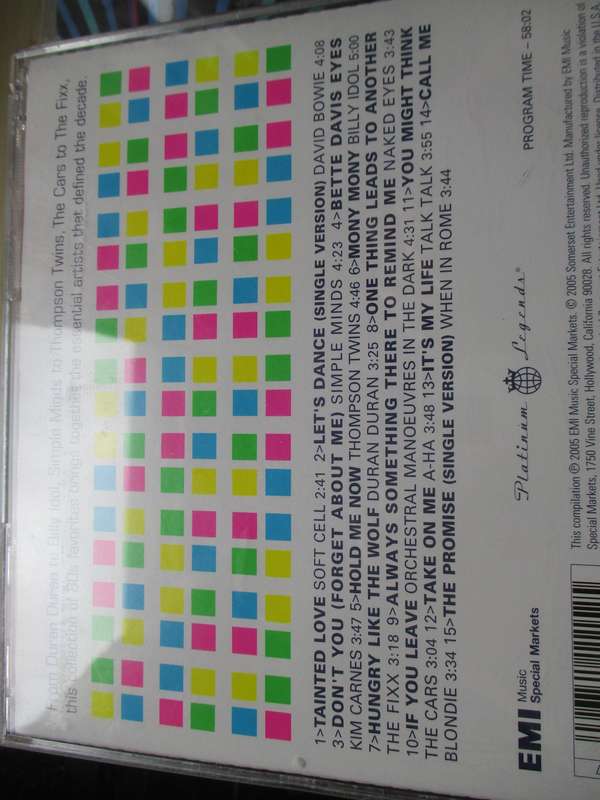 From Duran Duran to Billy Idol, Simple Minds to Thompson Twins, The Cars to The Fixx,
this collection of 80s favorites brings together the essential artists that defined the decade.
1>TAINTED LOVE SOFT CELL 2:41 2>LET'S DANCE (SINGLE VERSION) DAVID BOWIE 4:08
3>DON'T YOU (FORGET ABOUT ME) SIMPLE MINDS 4:23 4>BETTE DAVIS EYES
KIM CARNES 3:47 5>HOLD ME NOW THOMPSON TWINS 4:46 6>MONY MONY BILLY IDOL 5:00
7>HUNGRY LIKE THE WOLF DURAN DURAN 3:25 8>ONE THING LEADS TO ANOTHER
THE FIXX 3:18 9>ALWAYS SOMETHING THERE TO REMIND ME NAKED EYES 3:43
10>IF YOU LEAVE ORCHESTRAL MANOEUVRES IN THE DARK 4:31 11>YOU MIGHT THINK
THE CARS 3:04 12>TAKE ON ME A-HA 3:48 13>IT'S MY LIFE TALK TALK 3:55 14>CALL ME
BLONDIE 3:34 15>THE PROMISE (SINGLE VERSION) WHEN IN ROME 3:44
EMI Music
Special Markets
Platinum Legends®
PROGRAM TIME – 58:02
This compilation ℗ 2005 EMI Music Special Markets. © 2005 Somerset Entertainment Ltd. Manufactured by EMI Music
Special Markets, 1750 Vine Street, Hollywood, California 90028. All rights reserved. Unauthorized reproduction is a violation of